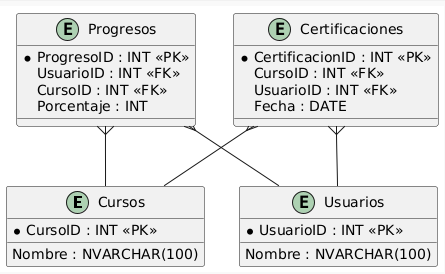 E Progresos
ProgresoID : INT «PK»
UsuarioID : INT «FK»
CursoID : INT «FK»
Porcentaje : INT
E Certificaciones
CertificacionID : INT «PK»
CursoID : INT «FK»
UsuarioID : INT «FK»
Fecha : DATE
E Cursos
CursoID : INT «PK»
Nombre : NVARCHAR(100)
E Usuarios
UsuarioID : INT «PK»
Nombre : NVARCHAR(100)